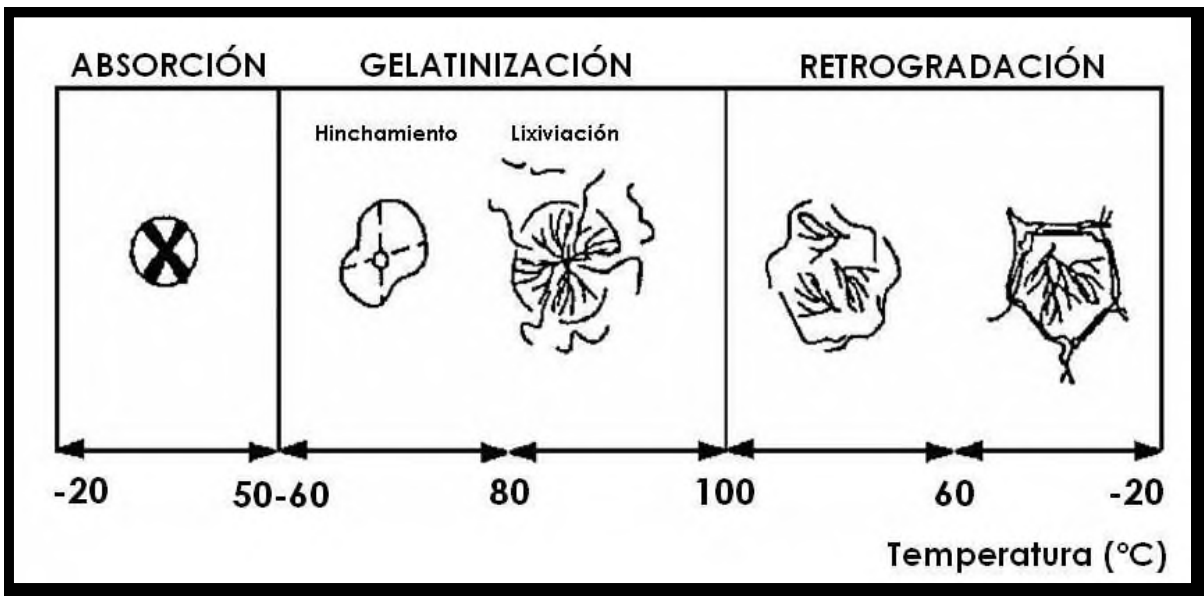 ABSORCIÓN GELATINIZACIÓN RETROGRADACIÓN
Hinchamiento Lixiviación
-20 50-60 80 100 60 -20
Temperatura (°C)